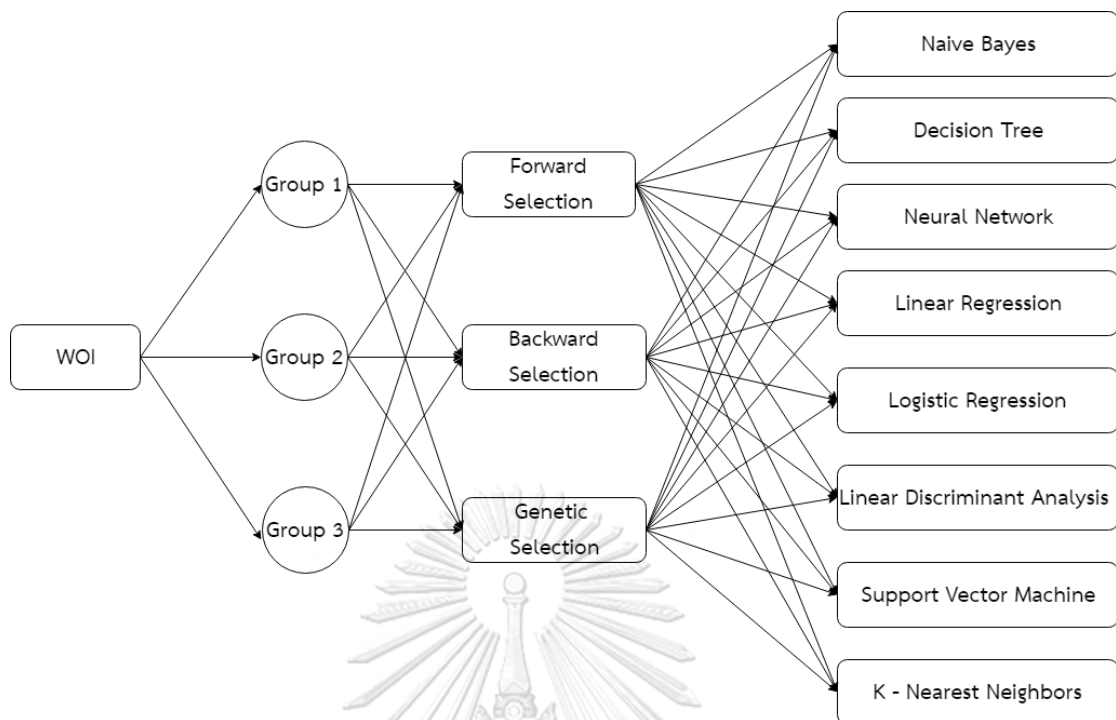 WOI
Group 1
Group 2
Group 3
Forward
Selection
Backward
Selection
Genetic
Selection
Naive Bayes
Decision Tree
Neural Network
Linear Regression
Logistic Regression
Linear Discriminant Analysis
Support Vector Machine
K - Nearest Neighbors